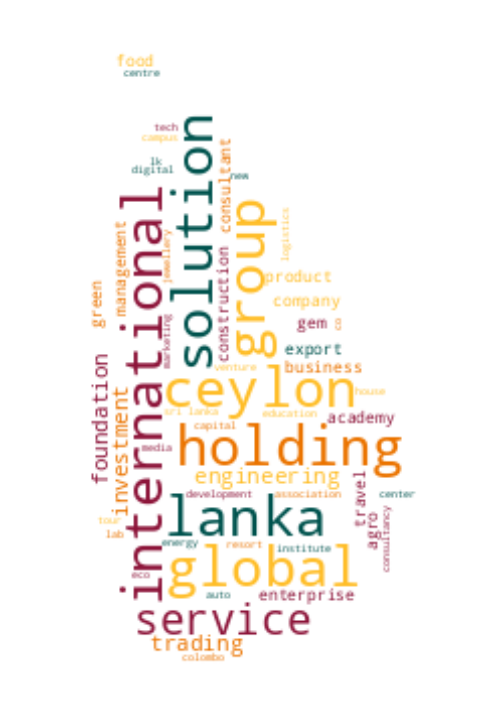 food
centre
tech
campus
lk
digital
solution
consultant
new
international
group
logistics
management
jewellery
construction
product
green
company
gem
co
marketing
export
business
venture
foundation
investment
ceylon
house
sri lanka
education
academy
capital
holding
media
engineering
travel
development
association
center
lanka
tour
agro
consultancy
lab
energy
resort
institute
global
eco
auto
enterprise
service
trading
colombo